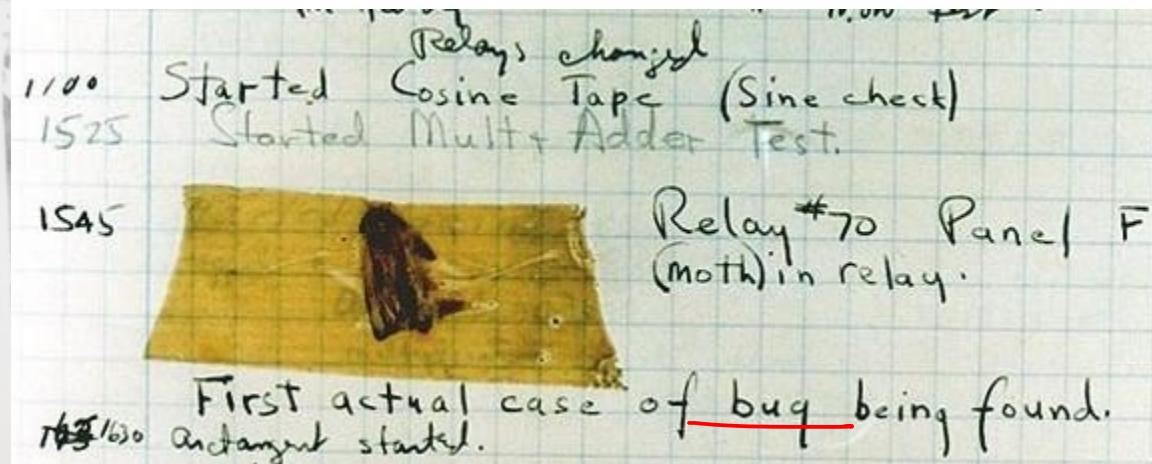 Relays changed
1100 Started Cosine Tape (Sine check)
1525 Started Mult+ Adder Test.
1545 Relay #70 Panel F
(moth) in relay.
First actual case of bug being found.
1630 arctangent started.